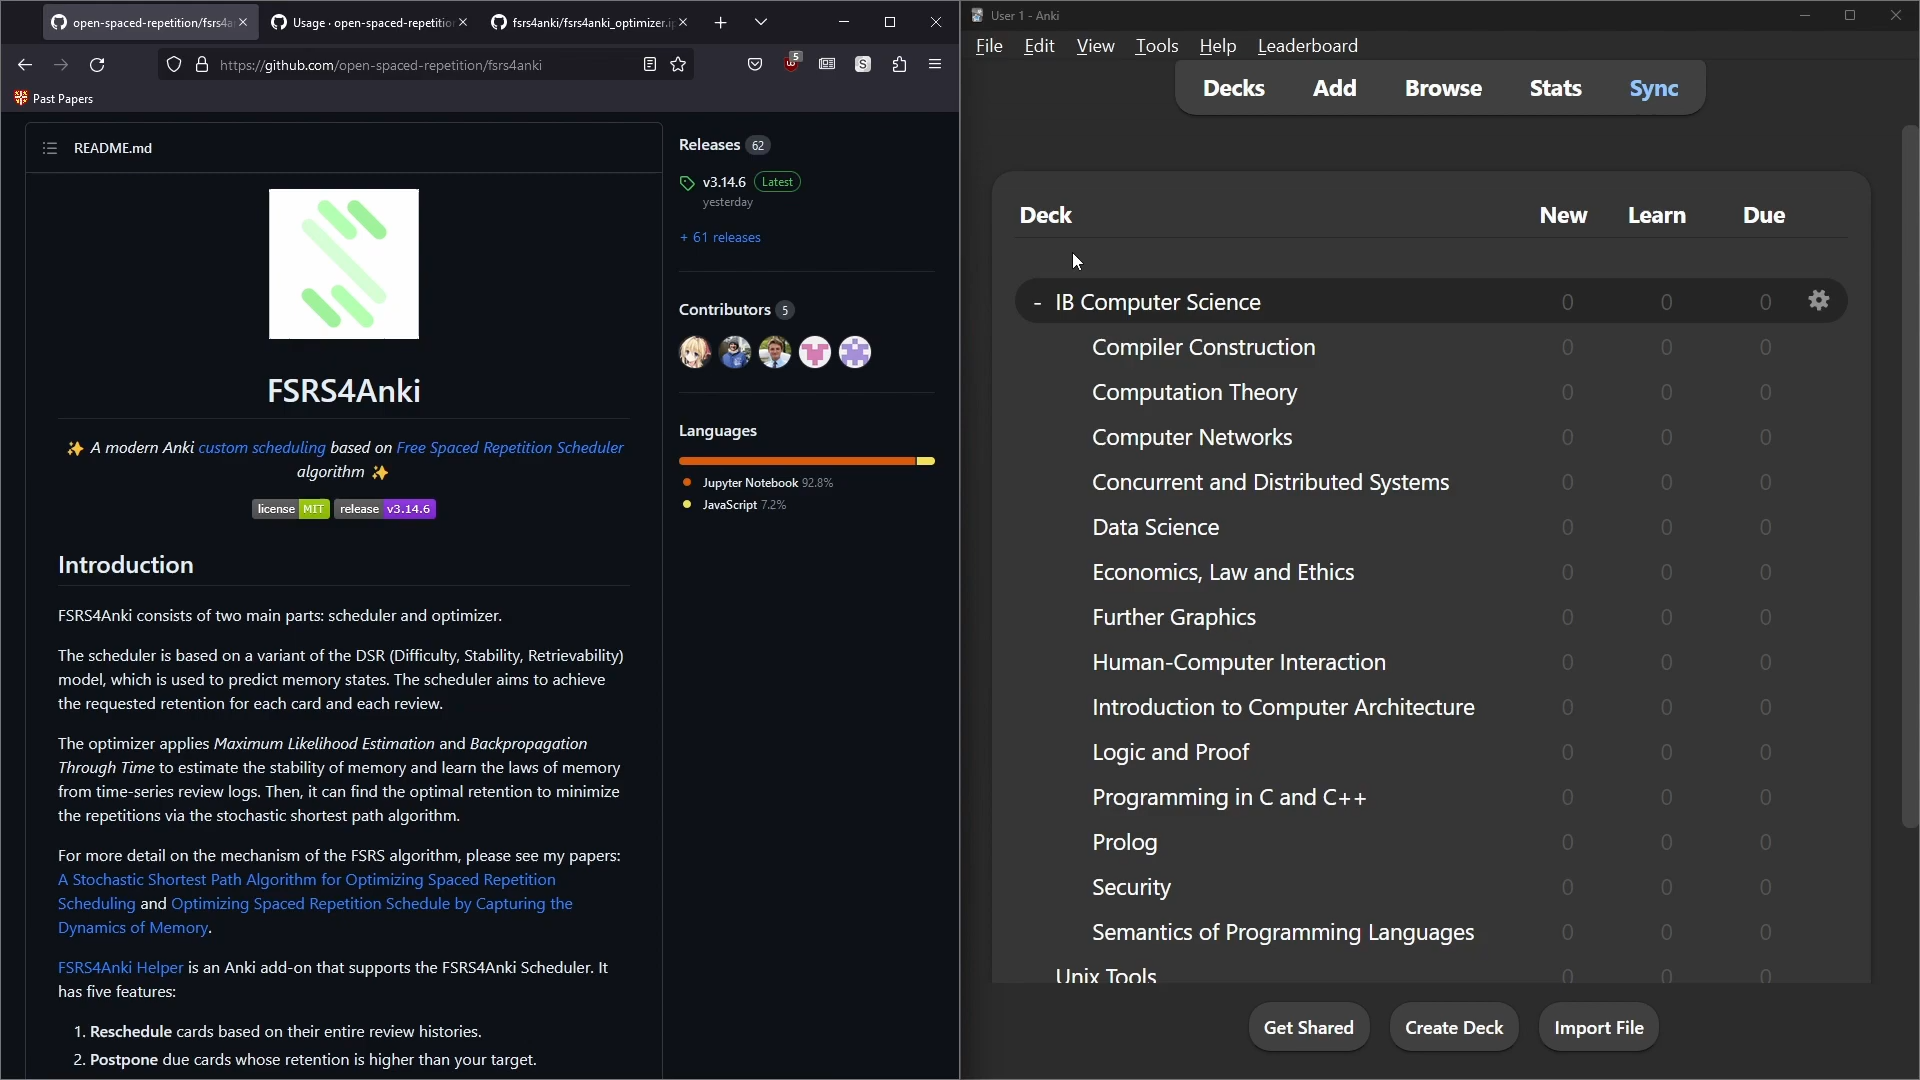 open-spaced-repetition/fsrs4a
Usage · open-spaced-repetitio
fsrs4anki/fsrs4anki_optimizer.ip
https://github.com/open-spaced-repetition/fsrs4anki
5
S
Past Papers
README.md
FSRS4Anki
✨ A modern Anki custom scheduling based on Free Spaced Repetition Scheduler
algorithm ✨
license MIT release v3.14.6
Introduction
FSRS4Anki consists of two main parts: scheduler and optimizer.
The scheduler is based on a variant of the DSR (Difficulty, Stability, Retrievability)
model, which is used to predict memory states. The scheduler aims to achieve
the requested retention for each card and each review.
The optimizer applies Maximum Likelihood Estimation and Backpropagation
Through Time to estimate the stability of memory and learn the laws of memory
from time-series review logs. Then, it can find the optimal retention to minimize
the repetitions via the stochastic shortest path algorithm.
For more detail on the mechanism of the FSRS algorithm, please see my papers:
A Stochastic Shortest Path Algorithm for Optimizing Spaced Repetition
Scheduling and Optimizing Spaced Repetition Schedule by Capturing the
Dynamics of Memory.
FSRS4Anki Helper is an Anki add-on that supports the FSRS4Anki Scheduler. It
has five features:
1. Reschedule cards based on their entire review histories.
2. Postpone due cards whose retention is higher than your target.
Releases 62
v3.14.6 Latest
yesterday
+ 61 releases
Contributors 5
Languages
Jupyter Notebook 92.8%
JavaScript 7.2%
User 1 - Anki
File Edit View Tools Help Leaderboard
Decks Add Browse Stats Sync
Deck New Learn Due
- IB Computer Science 0 0 0
Compiler Construction 0 0 0
Computation Theory 0 0 0
Computer Networks 0 0 0
Concurrent and Distributed Systems 0 0 0
Data Science 0 0 0
Economics, Law and Ethics 0 0 0
Further Graphics 0 0 0
Human-Computer Interaction 0 0 0
Introduction to Computer Architecture 0 0 0
Logic and Proof 0 0 0
Programming in C and C++ 0 0 0
Prolog 0 0 0
Security 0 0 0
Semantics of Programming Languages 0 0 0
Unix Tools 0 0 0
Get Shared Create Deck Import File